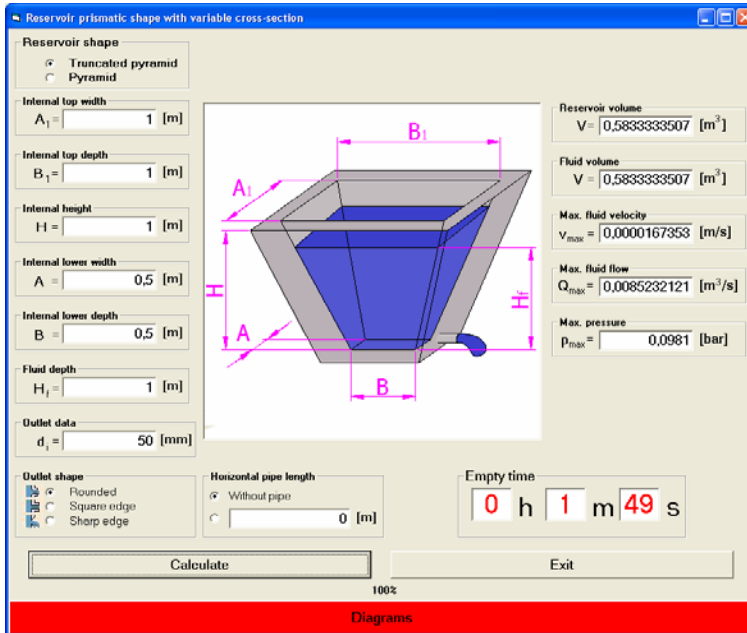 Reservoir prismatic shape with variable cross-section
Reservoir shape
Truncated pyramid
Pyramid
Internal top width
A1 = 1 [m]
Internal top depth
B1 = 1 [m]
Internal height
H = 1 [m]
Internal lower width
A = 0,5 [m]
Internal lower depth
B = 0,5 [m]
Fluid depth
Hf = 1 [m]
Outlet data
di = 50 [mm]
B1
A1
H
Hf
A
B
Reservoir volume
V= 0,5833333507 [m³]
Fluid volume
V = 0,5833333507 [m³]
Max. fluid velocity
vmax = 0,0000167353 [m/s]
Max. fluid flow
Qmax = 0,0085232121 [m³/s]
Max. pressure
pmax = 0,0981 [bar]
Outlet shape
Rounded
Square edge
Sharp edge
Horizontal pipe length
Without pipe
0 [m]
Empty time
0 h 1 m 49 s
Calculate
Exit
100%
Diagrams